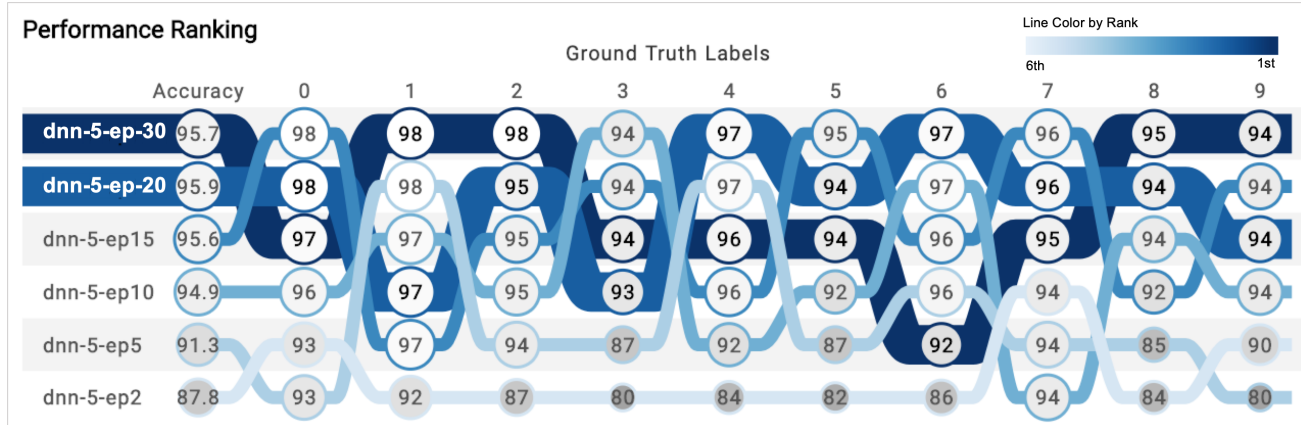 Performance Ranking
Line Color by Rank
6th 1st
Ground Truth Labels
Accuracy 0 1 2 3 4 5 6 7 8 9
dnn-5-ep-30 95.7 98 98 98 94 97 95 97 96 95 94
dnn-5-ep-20 95.9 98 98 95 94 97 94 97 96 94 94
dnn-5-ep15 95.6 97 97 95 94 96 94 96 95 94 94
dnn-5-ep10 94.9 96 97 95 93 96 92 96 94 92 94
dnn-5-ep5 91.3 93 97 94 87 92 87 92 94 85 90
dnn-5-ep2 87.8 93 92 87 80 84 82 86 94 84 80